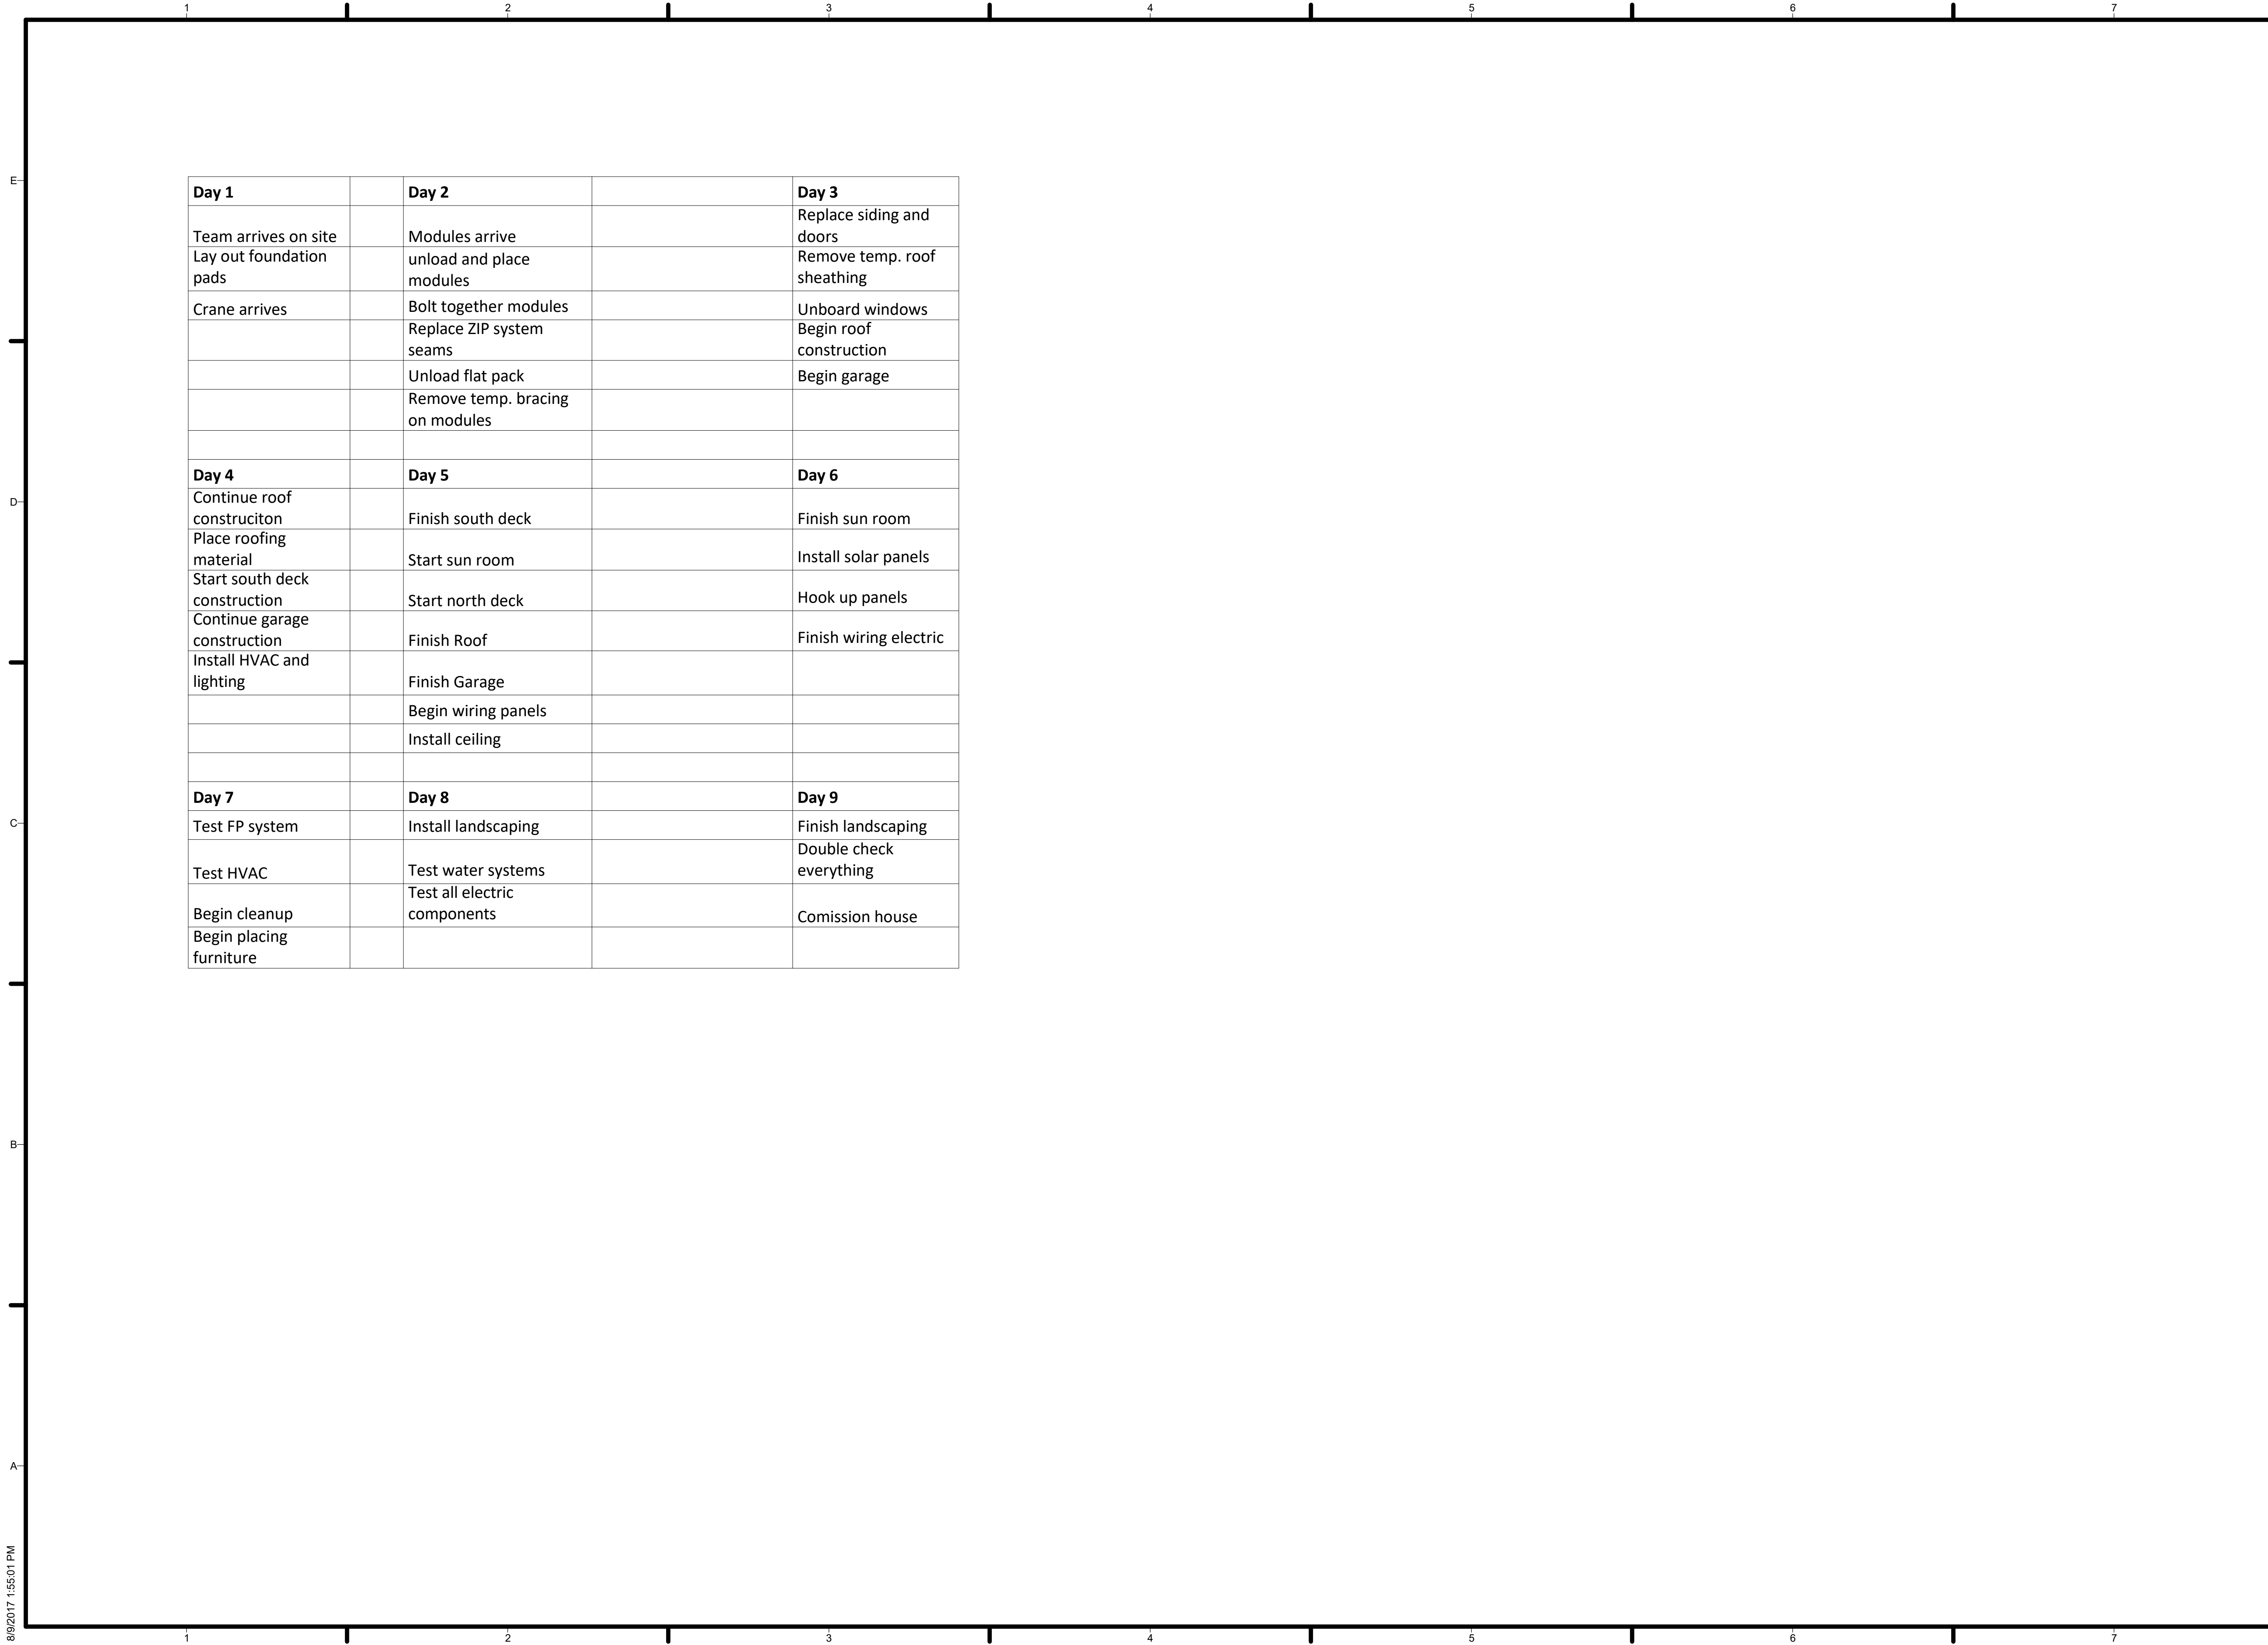 1 2 3 4 5 6 7
E
Day 1 Day 2 Day 3
Team arrives on site Modules arrive Replace siding and
doors
Lay out foundation
pads unload and place
modules Remove temp. roof
sheathing
Crane arrives Bolt together modules Unboard windows
Replace ZIP system
seams Begin roof
construction
Unload flat pack Begin garage
Remove temp. bracing
on modules
Day 4 Day 5 Day 6
D
Continue roof
construciton Finish south deck Finish sun room
Place roofing
material Start sun room Install solar panels
Start south deck
construction Start north deck Hook up panels
Continue garage
construction Finish Roof Finish wiring electric
Install HVAC and
lighting Finish Garage
Begin wiring panels
Install ceiling
Day 7 Day 8 Day 9
C
Test FP system Install landscaping Finish landscaping
Test HVAC Test water systems Double check
everything
Begin cleanup Test all electric
components Comission house
Begin placing
furniture
B
A
8/9/2017 1:55:01 PM
1 2 3 4 5 6 7